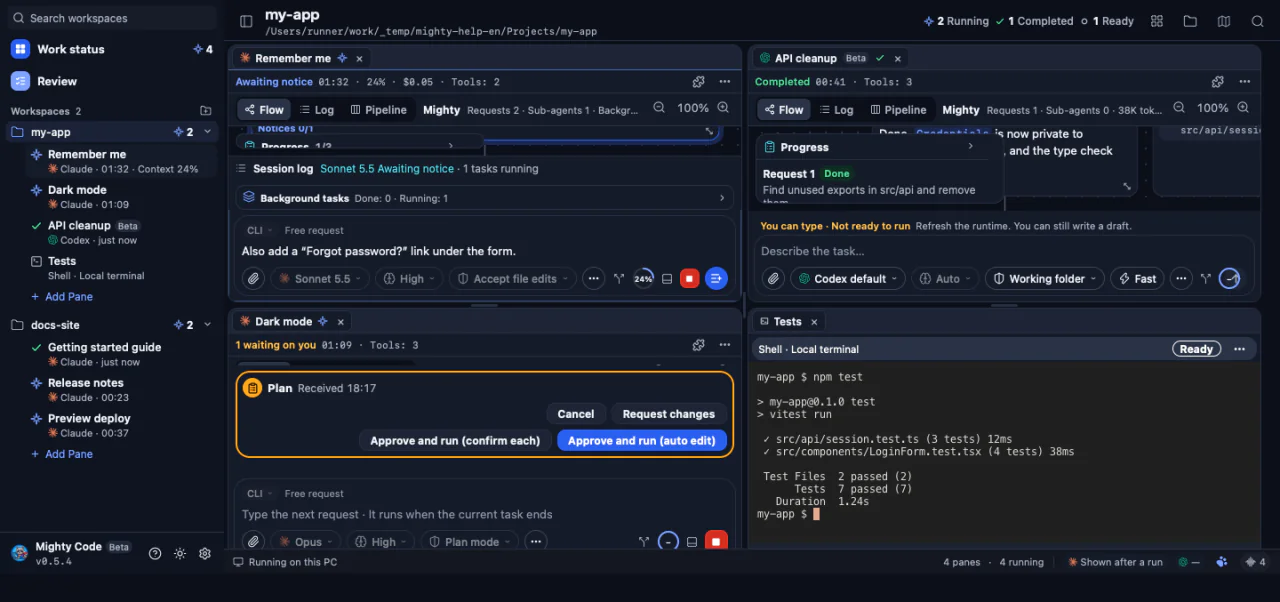 Search workspaces
Work status 4
Review
Workspaces 2
my-app 2
Remember me
Claude · 01:32 · Context 24%
Dark mode
Claude · 01:09
API cleanup Beta
Codex · just now
Tests
Shell · Local terminal
+ Add Pane
docs-site 2
Getting started guide
Claude · just now
Release notes
Claude · 00:23
Preview deploy
Claude · 00:37
+ Add Pane
Mighty Code Beta
v0.5.4
my-app
/Users/runner/work/_temp/mighty-help-en/Projects/my-app
2 Running ✓ 1 Completed 1 Ready
Remember me ×
Awaiting notice 01:32 · 24% · $0.05 · Tools: 2
Flow Log Pipeline Mighty Requests 2 · Sub-agents 1 · Backgr... 100%
Notices 0/1
Progress 1/3
Session log Sonnet 5.5 Awaiting notice · 1 tasks running
Background tasks Done: 0 · Running: 1
CLI Free request
Also add a “Forgot password?” link under the form.
Sonnet 5.5 High Accept file edits 24%
API cleanup Beta ✓ ×
Completed 00:41 · Tools: 3
Flow Log Pipeline Mighty Requests 1 · Sub-agents 0 · 38K tok... 100%
Done. Credentials is now private to
, and the type check
src/api/sessi
Progress
Request 1 Done
Find unused exports in src/api and remove
them
You can type · Not ready to run Refresh the runtime. You can still write a draft.
Describe the task...
Codex default Auto Working folder Fast
Dark mode ×
1 waiting on you 01:09 · Tools: 3
Plan Received 18:17
Cancel Request changes
Approve and run (confirm each) Approve and run (auto edit)
CLI Free request
Type the next request · It runs when the current task ends
Opus High Plan mode
Tests ×
Shell · Local terminal Ready
my-app $ npm test
> my-app@0.1.0 test
> vitest run
✓ src/api/session.test.ts (3 tests) 12ms
✓ src/components/LoginForm.test.tsx (4 tests) 38ms
Test Files 2 passed (2)
Tests 7 passed (7)
Duration 1.24s
my-app $
Running on this PC
4 panes · 4 running Shown after a run — 4